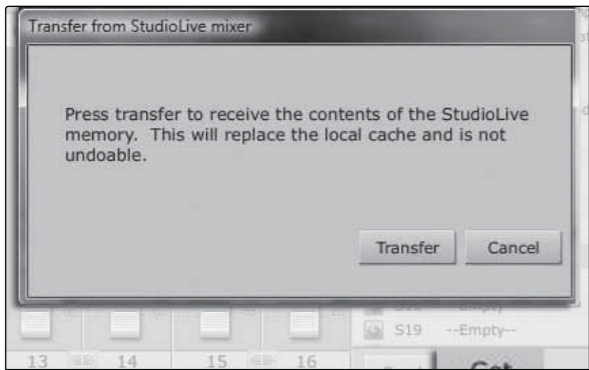 Transfer from StudioLive mixer
Press transfer to receive the contents of the StudioLive
memory.  This will replace the local cache and is not
undoable.
Transfer
Cancel
S19 --Empty--
13 14 15 16